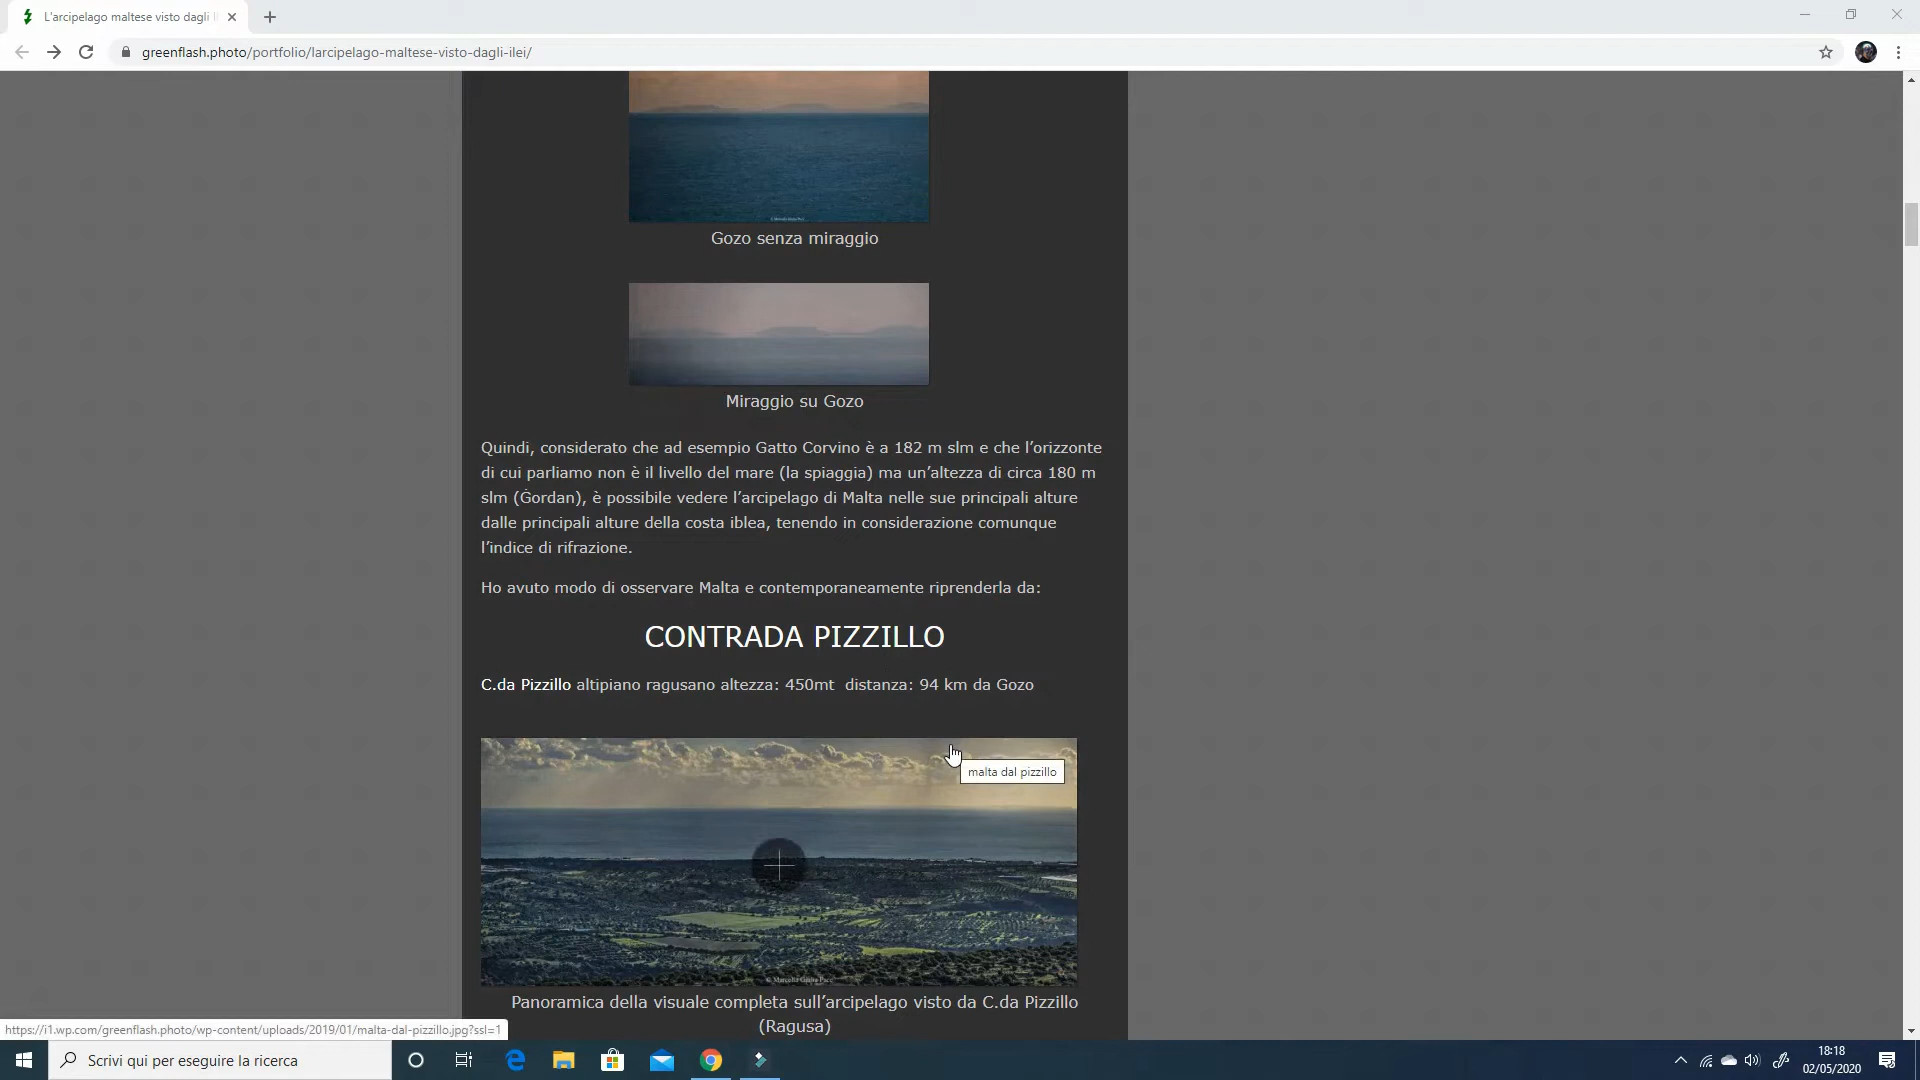 L'arcipelago maltese visto dagli
greenflash.photo/portfolio/larcipelago-maltese-visto-dagli-ilei/
Gozo senza miraggio
Miraggio su Gozo
Quindi, considerato che ad esempio Gatto Corvino è a 182 m slm e che l’orizzonte
di cui parliamo non è il livello del mare (la spiaggia) ma un’altezza di circa 180 m
slm (Ġordan), è possibile vedere l’arcipelago di Malta nelle sue principali alture
dalle principali alture della costa iblea, tenendo in considerazione comunque
l’indice di rifrazione.
Ho avuto modo di osservare Malta e contemporaneamente riprenderla da:
CONTRADA PIZZILLO
C.da Pizzillo altipiano ragusano altezza: 450mt distanza: 94 km da Gozo
malta dal pizzillo
Panoramica della visuale completa sull’arcipelago visto da C.da Pizzillo
(Ragusa)
https://i1.wp.com/greenflash.photo/wp-content/uploads/2019/01/malta-dal-pizzillo.jpg?ssl=1
Scrivi qui per eseguire la ricerca
18:18
02/05/2020